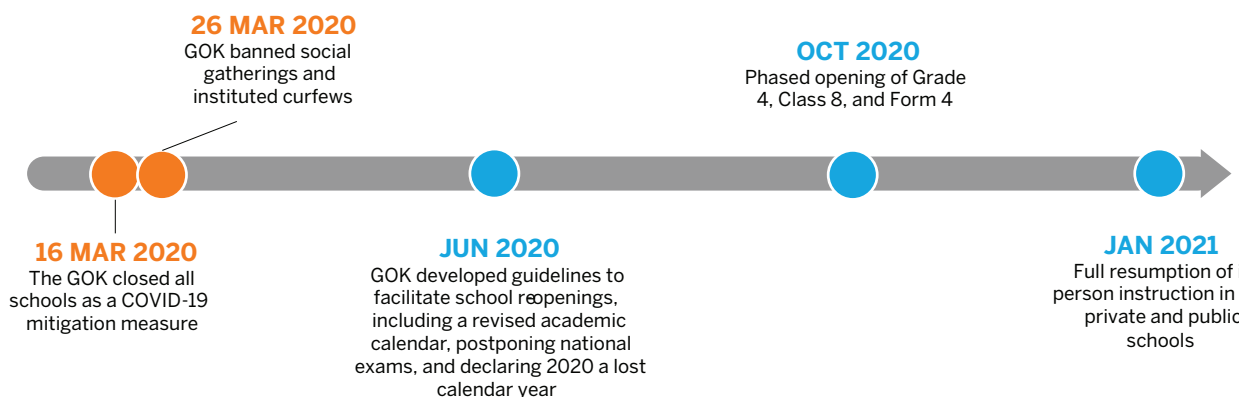 26 MAR 2020
GOK banned social
gatherings and
instituted curfews
OCT 2020
Phased opening of Grade
4, Class 8, and Form 4
16 MAR 2020
The GOK closed all
schools as a COVID-19
mitigation measure
JUN 2020
GOK developed guidelines to
facilitate school reopenings,
including a revised academic
calendar, postponing national
exams, and declaring 2020 a lost
calendar year
JAN 2021
Full resumption of
person instruction in
private and public
schools